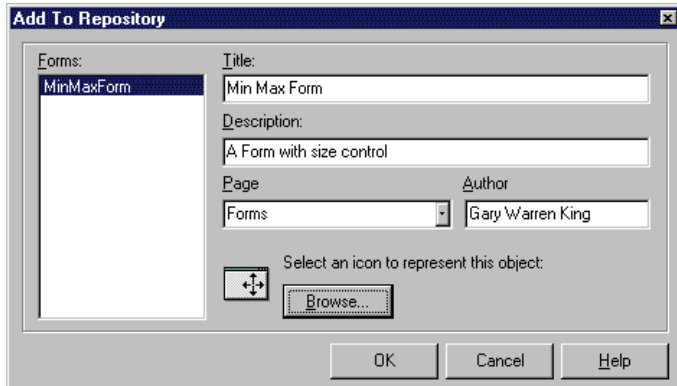 Add To Repository
Forms:
MinMaxForm
Title:
Min Max Form
Description:
A Form with size control
Page
Author
Forms
Gary Warren King
Select an icon to represent this object:
Browse...
OK
Cancel
Help